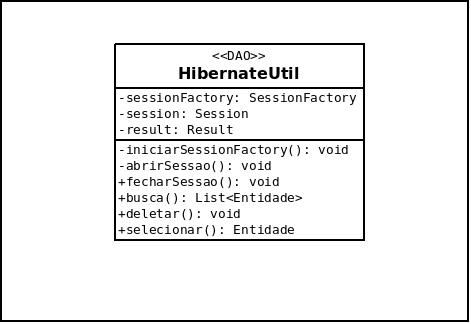 <<DAO>>
HibernateUtil
-sessionFactory: SessionFactory
-session: Session
-result: Result
-iniciarSessionFactory(): void
-abrirSessao(): void
+fecharSessao(): void
+busca(): List<Entidade>
+deletar(): void
+selecionar(): Entidade